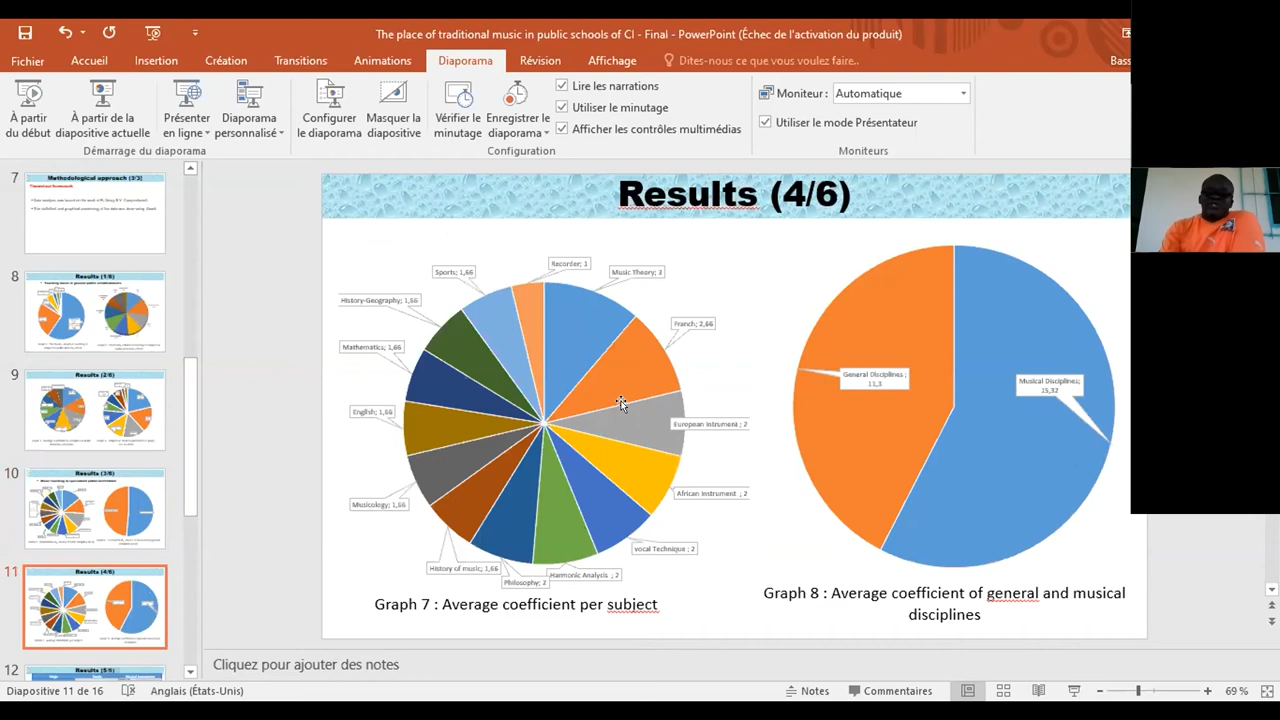 The place of traditional music in public schools of CI - Final - PowerPoint (Échec de l'activation du produit)
Fichier Accueil Insertion Création Transitions Animations Diaporama Révision Affichage Dites-nous ce que vous voulez faire.. Bass
À partir du début
À partir de la diapositive actuelle
Présenter en ligne
Diaporama personnalisé
Démarrage du diaporama
Configurer le diaporama
Masquer la diapositive
Vérifier le minutage
Enregistrer le diaporama
Lire les narrations
Utiliser le minutage
Afficher les contrôles multimédias
Configuration
Moniteur : Automatique
Utiliser le mode Présentateur
Moniteurs
7
Methodological approach (3/3)
8
Results (1/6)
9
Results (2/6)
10
Results (3/6)
11
Results (4/6)
12
Results (5/6)
Results (4/6)
Recorder; 1
Music Theory; 3
Sports; 1,66
History-Geography; 1,66
Franch; 2,66
Mathematics; 1,66
English; 1,66
European Intrument; 2
African Instrument ; 2
Musicology; 1,66
vocal Technique ; 2
History of music; 1,66
Philosophy; 2
Harmonic Analysis ; 2
Graph 7 : Average coefficient per subject
General Disciplines ;
11,3
Musical Disciplines;
15,32
Graph 8 : Average coefficient of general and musical
disciplines
Cliquez pour ajouter des notes
Diapositive 11 de 16 Anglais (États-Unis) Notes Commentaires 69 %